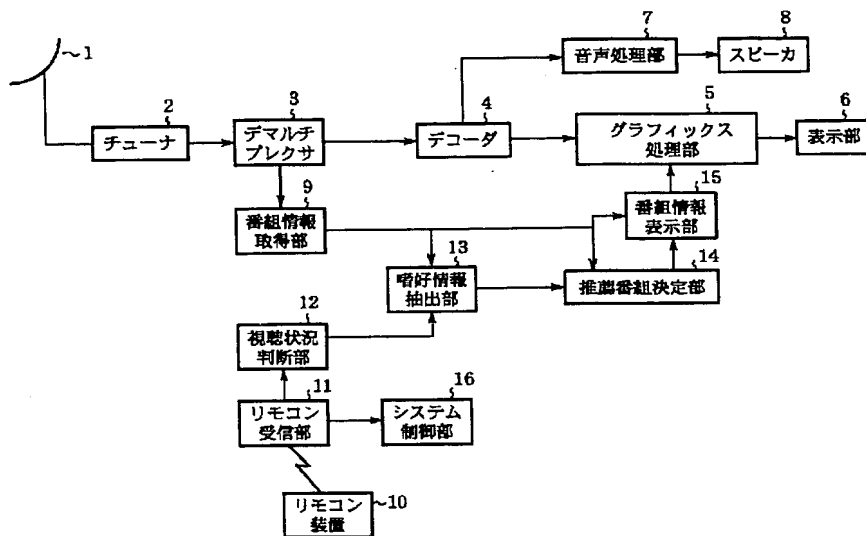 7
音声処理部
8
スピーカ
~1
2
チューナ
3
デマルチ
プレクサ
4
デコーダ
5
グラフィックス
処理部
6
表示部
9
番組情報
取得部
15
番組情報
表示部
13
嗜好情報
抽出部
14
推薦番組決定部
12
視聴状況
判断部
11
リモコン
受信部
16
システム
制御部
リモコン
装置
~10